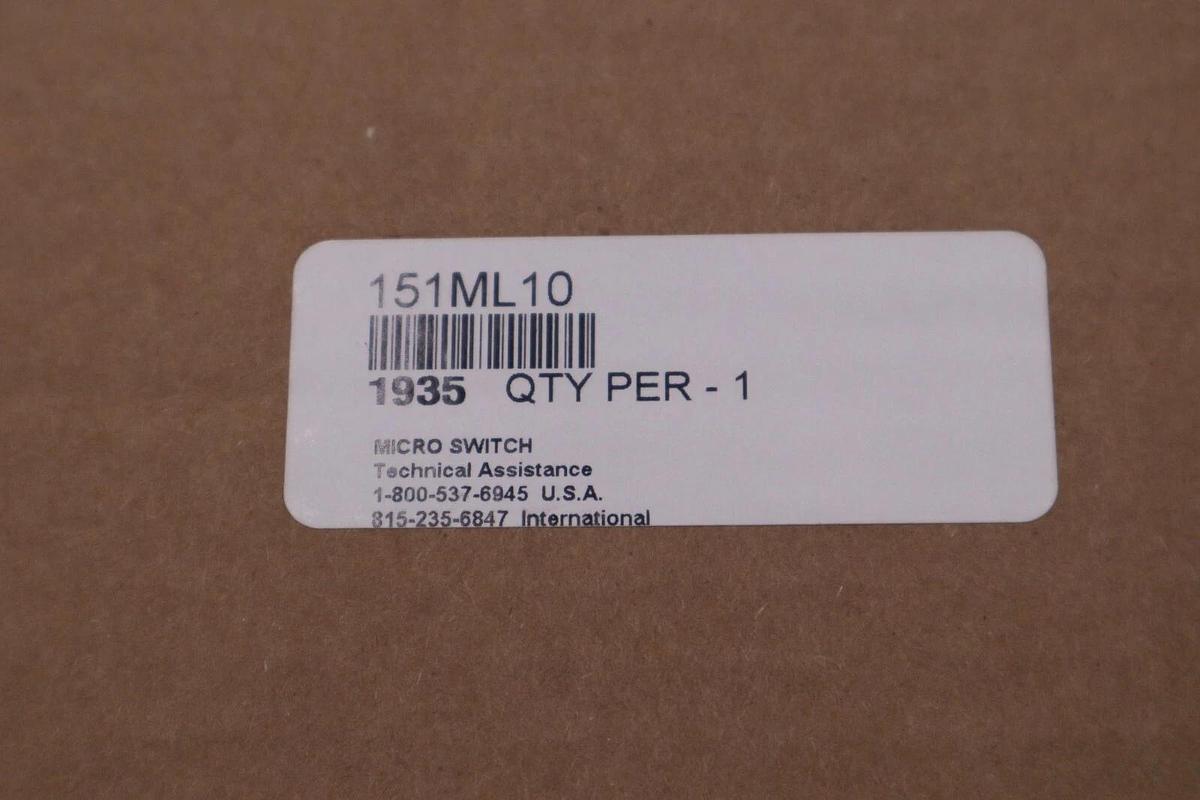 151ML10
1935 QTY PER - 1
MICRO SWITCH
Technical Assistance
1-800-537-6945 U.S.A.
815-235-6847 International